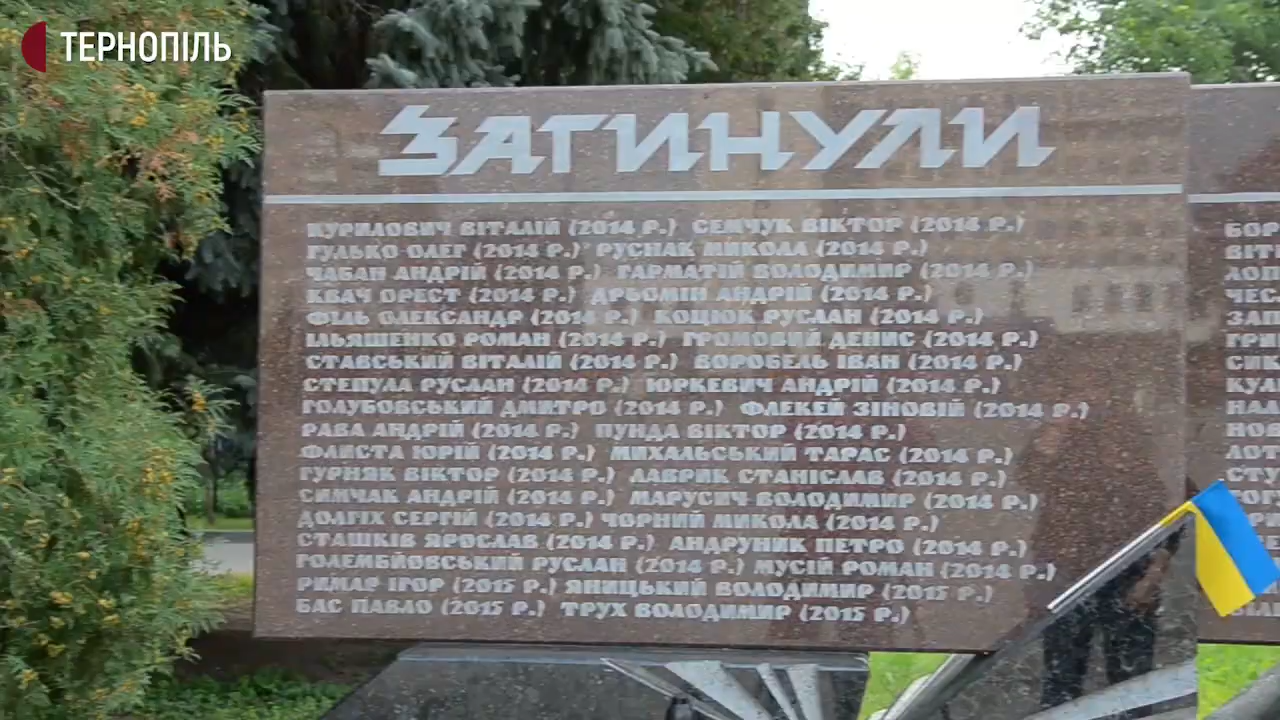 ТЕРНОПІЛЬ
ЗАГИНУЛИ
КУРИЛОВИЧ ВІТАЛІЙ (2014 Р.) СЕМЧУК ВІКТОР (2014 Р.)
ГУЛЬКО ОЛЕГ (2014 Р.) РУСНАК МИКОЛА (2014 Р.)
ЧАБАН АНДРІЙ (2014 Р.) ГАРМАТІЙ ВОЛОДИМИР (2014 Р.)
КВАЧ ОРЕСТ (2014 Р.) ДРЬОМІН АНДРІЙ (2014 Р.)
ФІЛЬ ОЛЕКСАНДР (2014 Р.) КОЦЮК РУСЛАН (2014 Р.)
ІЛЬЯШЕНКО РОМАН (2014 Р.) ГРОМОВИЙ ДЕНИС (2014 Р.)
СТАВСЬКИЙ ВІТАЛІЙ (2014 Р.) ВОРОБЕЛЬ ІВАН (2014 Р.)
СТЕПУЛА РУСЛАН (2014 Р.) ЮРКЕВИЧ АНДРІЙ (2014 Р.)
ГОЛУБОВСЬКИЙ ДМИТРО (2014 Р.) ФЛЕКЕЙ ЗІНОВІЙ (2014 Р.)
РАВА АНДРІЙ (2014 Р.) ПУНДА ВІКТОР (2014 Р.)
ФЛИСТА ЮРІЙ (2014 Р.) МИХАЛЬСЬКИЙ ТАРАС (2014 Р.)
ГУРНЯК ВІКТОР (2014 Р.) ЛАВРИК СТАНІСЛАВ (2014 Р.)
СИМЧАК АНДРІЙ (2014 Р.) МАРУСИЧ ВОЛОДИМИР (2014 Р.)
ДОЛГІХ СЕРГІЙ (2014 Р.) ЧОРНИЙ МИКОЛА (2014 Р.)
СТАШКІВ ЯРОСЛАВ (2014 Р.) АНДРУНИК ПЕТРО (2014 Р.)
ГОЛЕМБЙОВСЬКИЙ РУСЛАН (2014 Р.) МУСІЙ РОМАН (2014 Р.)
РИМАР ІГОР (2015 Р.) ЯНИЦЬКИЙ ВОЛОДИМИР (2015 Р.)
БАС ПАВЛО (2015 Р.) ТРУХ ВОЛОДИМИР (2015 Р.)